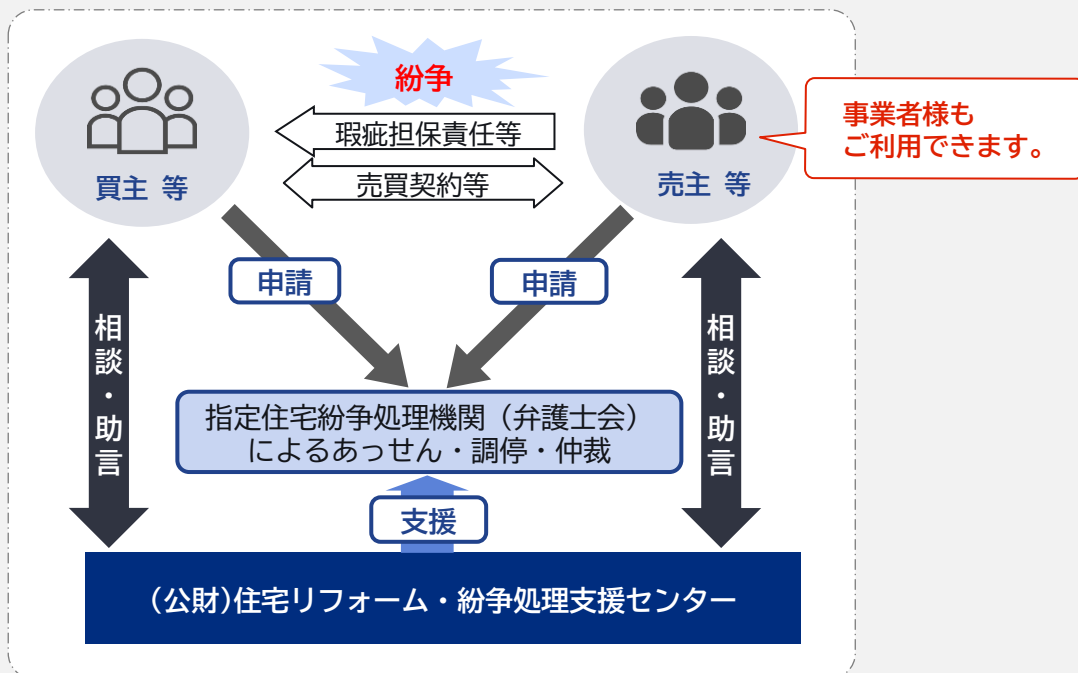 紛争
瑕疵担保責任等
売買契約等
買主 等
売主 等
事業者様も
ご利用できます。
申請
申請
相談・助言
相談・助言
指定住宅紛争処理機関（弁護士会）
によるあっせん・調停・仲裁
支援
（公財）住宅リフォーム・紛争処理支援センター